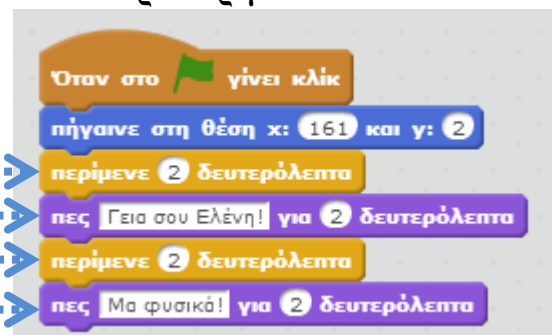 Όταν στο γίνει κλίκ
πήγαινε στη θέση x: 161 και y: 2
περίμενε 2 δευτερόλεπτα
πες Γεια σου Ελένη! για 2 δευτερόλεπτα
περίμενε 2 δευτερόλεπτα
πες Μα φυσικά! για 2 δευτερόλεπτα